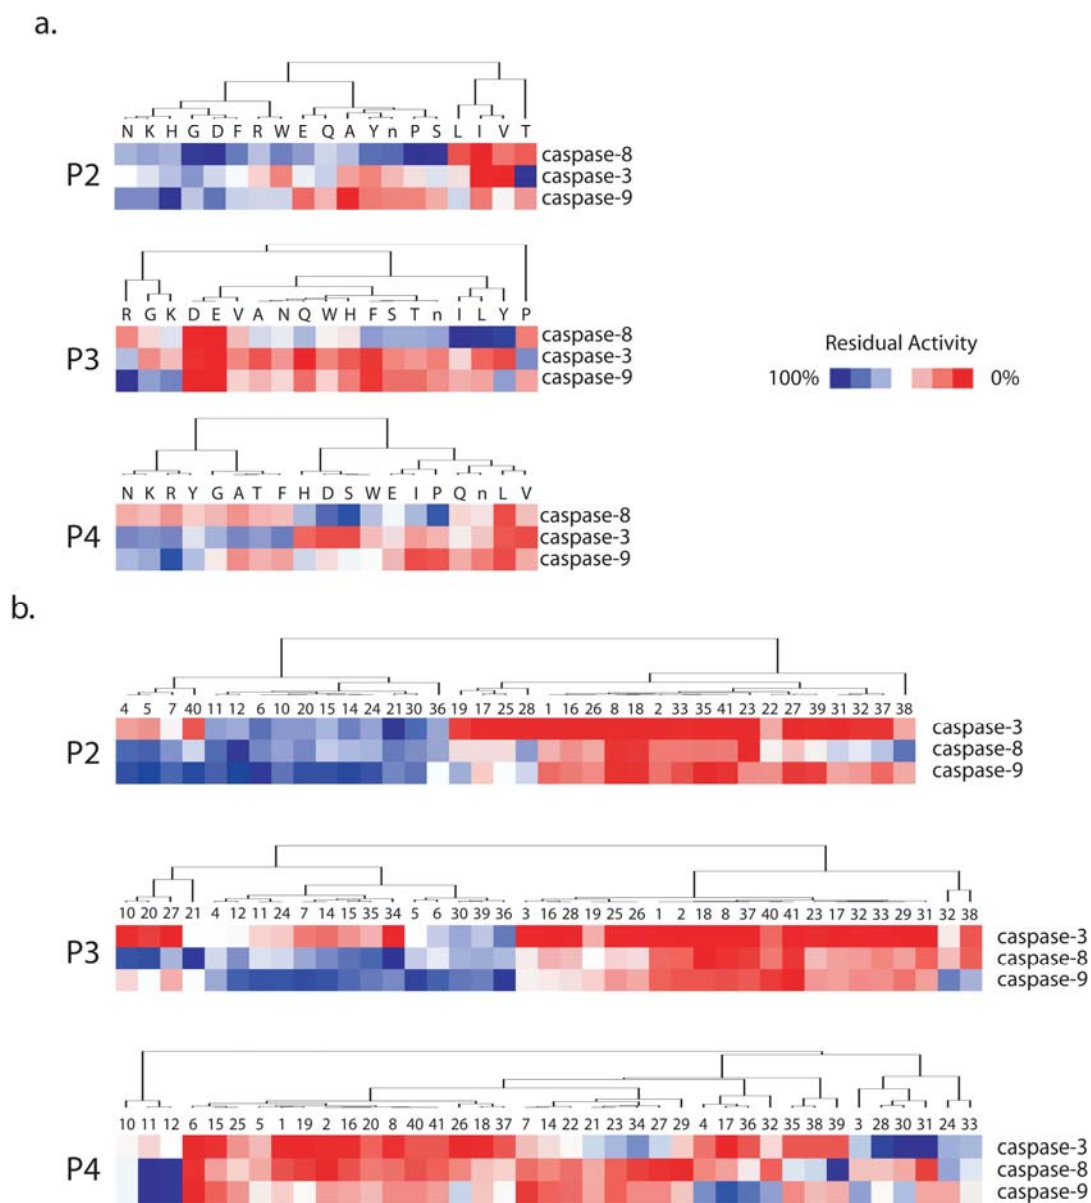 a.
N K H G D F R W E Q A Y n P S L I V T
P2
caspase-8
caspase-3
caspase-9
R G K D E V A N Q W H F S T n I L Y P
P3
caspase-8
caspase-3
caspase-9
Residual Activity
100% 0%
N K R Y G A T F H D S W E I P Q n L V
P4
caspase-8
caspase-3
caspase-9
b.
4 5 7 40 11 12 6 10 20 15 14 24 21 30 36 19 17 25 28 1 16 26 8 18 2 33 35 41 23 22 27 39 31 32 37 38
P2
caspase-3
caspase-8
caspase-9
10 20 27 21 4 12 11 24 7 14 15 35 34 5 6 30 39 36 3 16 28 19 25 26 1 2 18 8 37 40 41 23 17 32 33 29 31 32 38
P3
caspase-3
caspase-8
caspase-9
10 11 12 6 15 25 5 1 19 2 16 20 8 40 41 26 18 37 7 14 22 21 23 34 27 29 4 17 36 32 35 38 39 3 28 30 31 24 33
P4
caspase-3
caspase-8
caspase-9